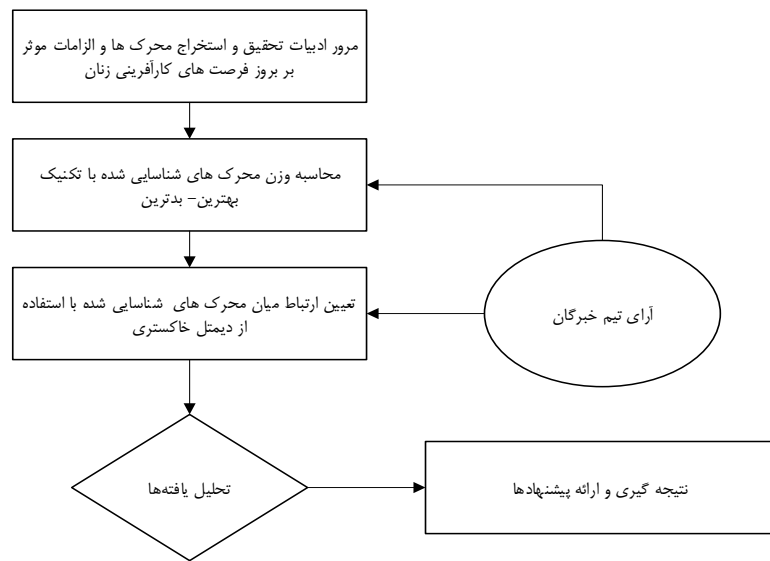 مرور ادبیات تحقیق و استخراج محرک ها و الزامات موثر
بر بروز فرصت های کارآفرینی زنان
محاسبه وزن محرک های شناسایی شده با تکنیک
بهترین- بدترین
تعیین ارتباط میان محرک های شناسایی شده با استفاده
از دیمتل خاکستری
آرای تیم خبرگان
تحلیل یافته‌ها
نتیجه گیری و ارائه پیشنهادها